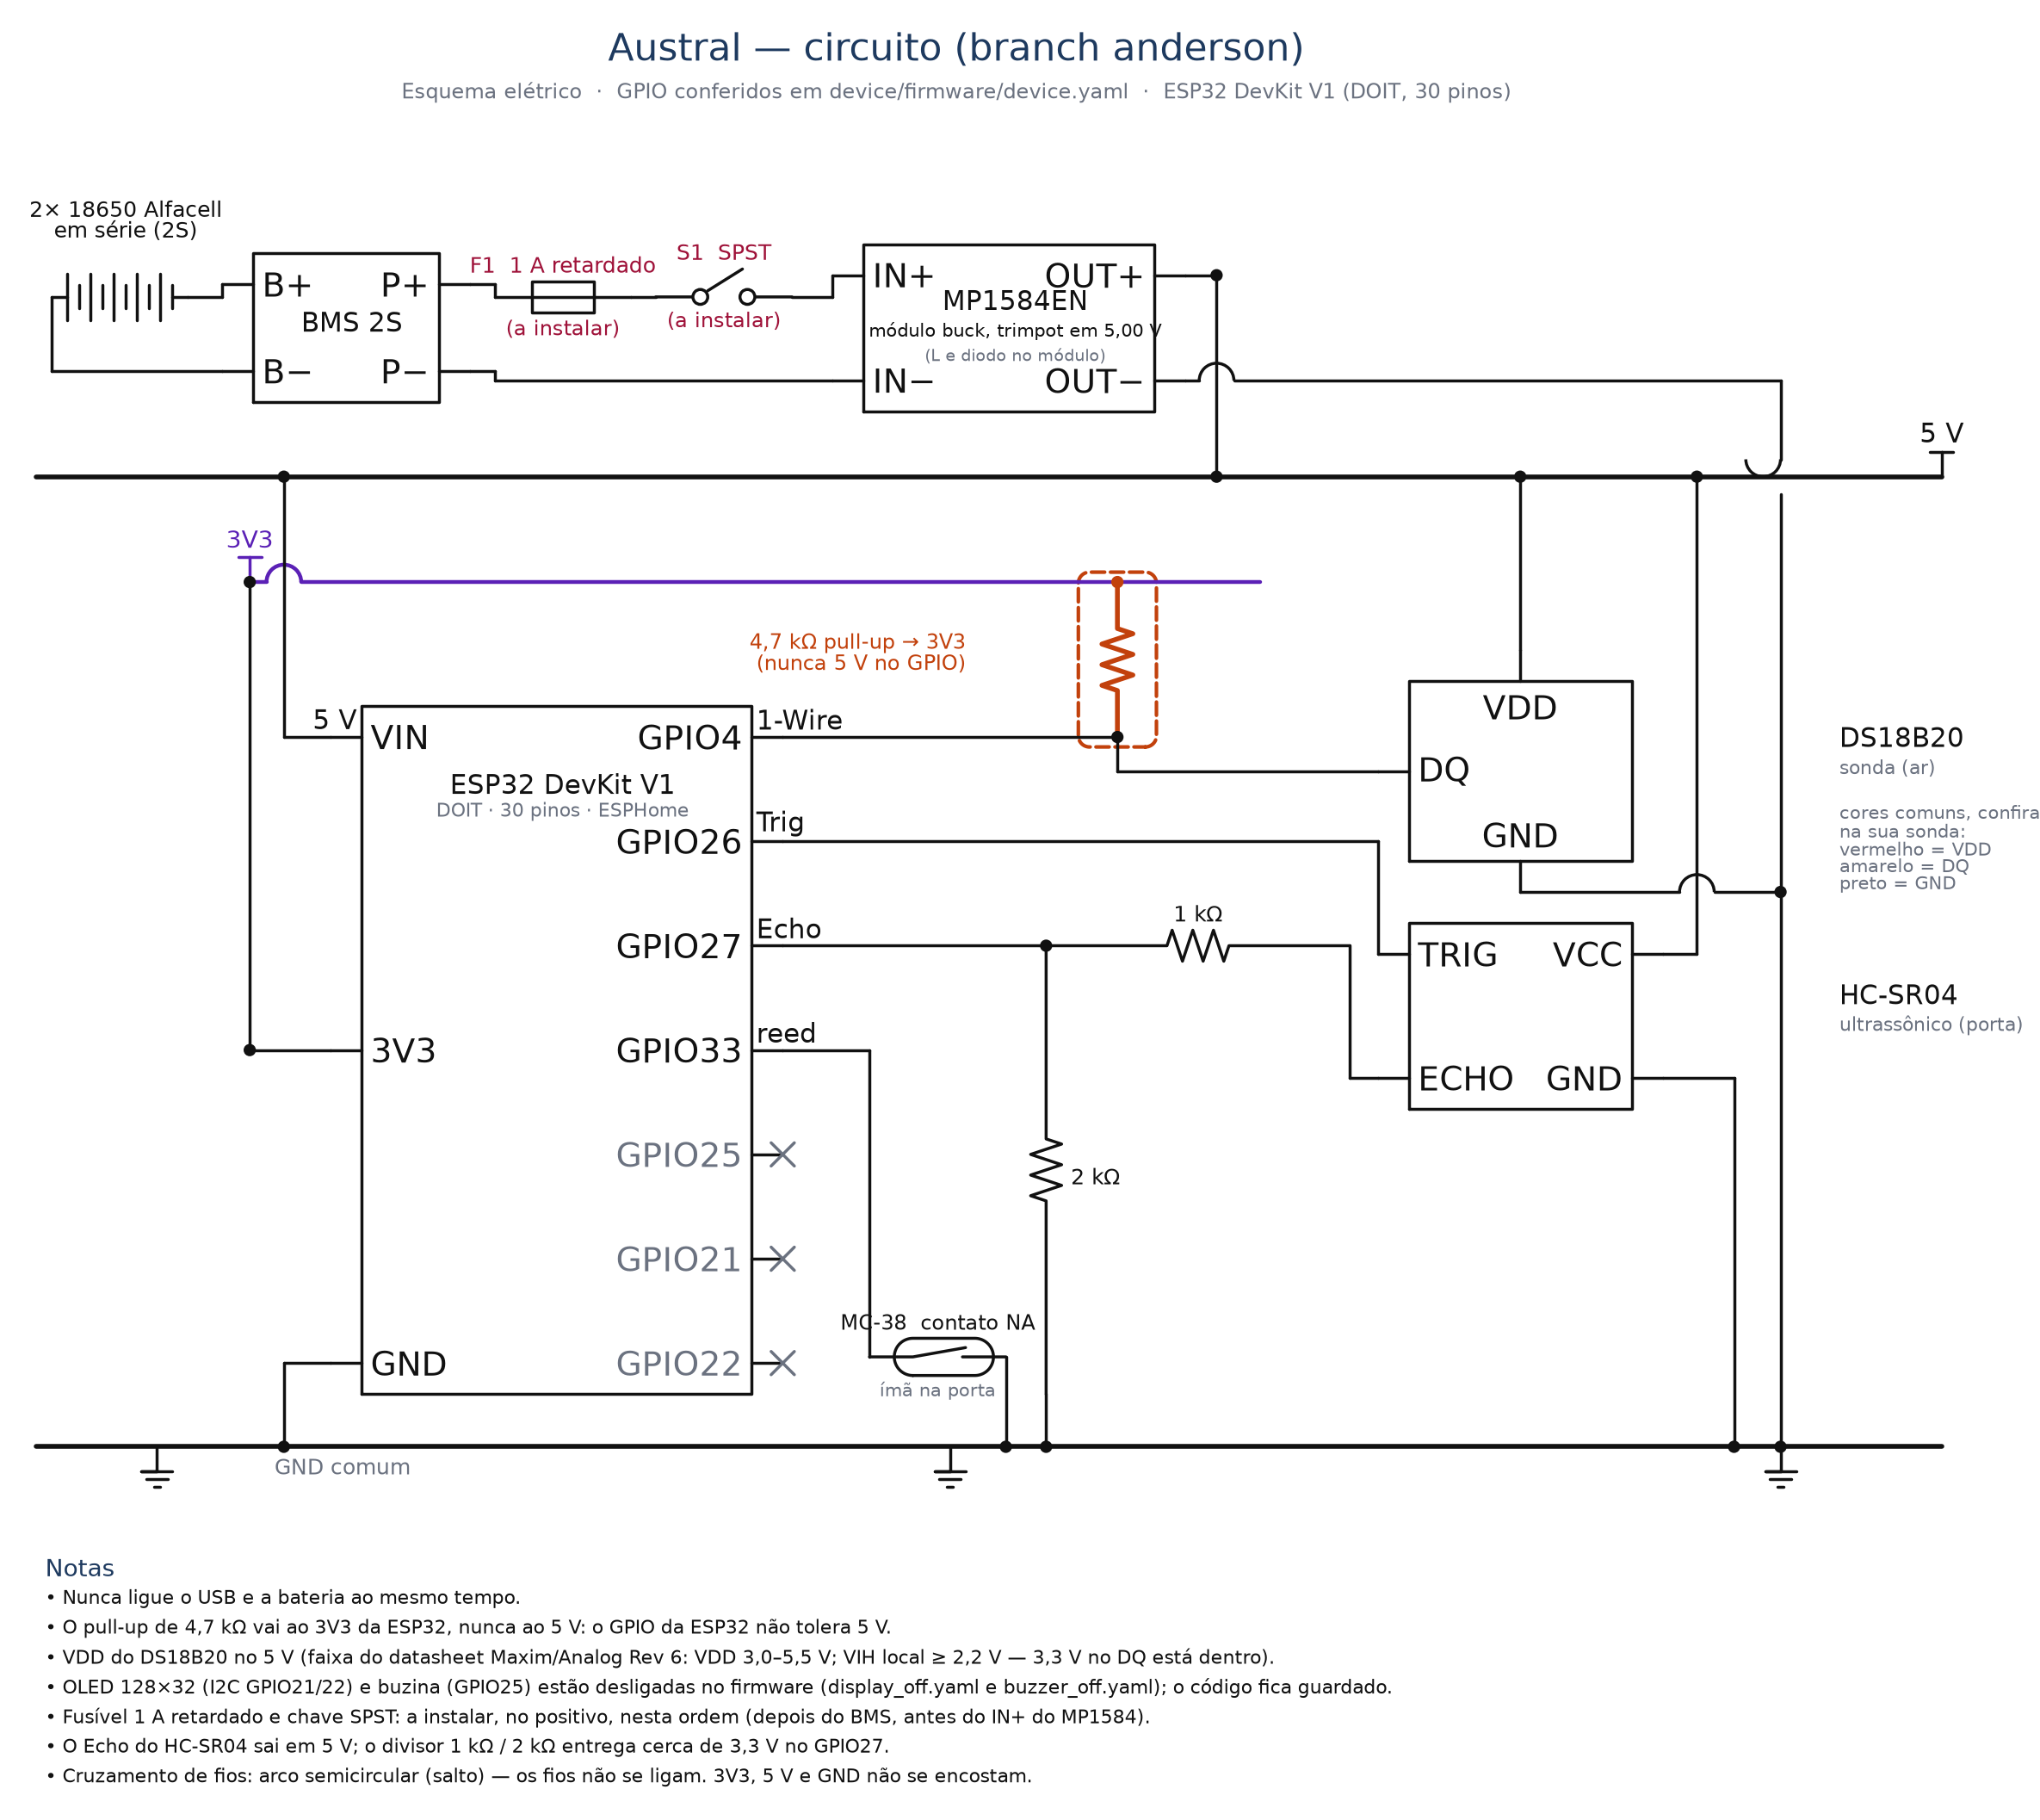 Austral — circuito (branch anderson)
Esquema elétrico · GPIO conferidos em device/firmware/device.yaml · ESP32 DevKit V1 (DOIT, 30 pinos)
2× 18650 Alfacell
em série (2S)
B+ P+
BMS 2S
B− P−
F1 1 A retardado
(a instalar)
S1 SPST
(a instalar)
IN+ OUT+
MP1584EN
módulo buck, trimpot em 5,00 V
(L e diodo no módulo)
IN− OUT−
5 V
3V3
4,7 kΩ pull-up → 3V3
(nunca 5 V no GPIO)
5 V
VIN
GPIO4
1-Wire
ESP32 DevKit V1
DOIT · 30 pinos · ESPHome
GPIO26
Trig
GPIO27
Echo
3V3
GPIO33
reed
GPIO25
GPIO21
GND
GPIO22
1 kΩ
2 kΩ
MC-38 contato NA
ímã na porta
VDD
DQ
GND
DS18B20
sonda (ar)
cores comuns, confira
na sua sonda:
vermelho = VDD
amarelo = DQ
preto = GND
TRIG VCC
ECHO GND
HC-SR04
ultrassônico (porta)
GND comum
Notas
• Nunca ligue o USB e a bateria ao mesmo tempo.
• O pull-up de 4,7 kΩ vai ao 3V3 da ESP32, nunca ao 5 V: o GPIO da ESP32 não tolera 5 V.
• VDD do DS18B20 no 5 V (faixa do datasheet Maxim/Analog Rev 6: VDD 3,0–5,5 V; VIH local ≥ 2,2 V — 3,3 V no DQ está dentro).
• OLED 128×32 (I2C GPIO21/22) e buzina (GPIO25) estão desligadas no firmware (display_off.yaml e buzzer_off.yaml); o código fica guardado.
• Fusível 1 A retardado e chave SPST: a instalar, no positivo, nesta ordem (depois do BMS, antes do IN+ do MP1584).
• O Echo do HC-SR04 sai em 5 V; o divisor 1 kΩ / 2 kΩ entrega cerca de 3,3 V no GPIO27.
• Cruzamento de fios: arco semicircular (salto) — os fios não se ligam. 3V3, 5 V e GND não se encostam.